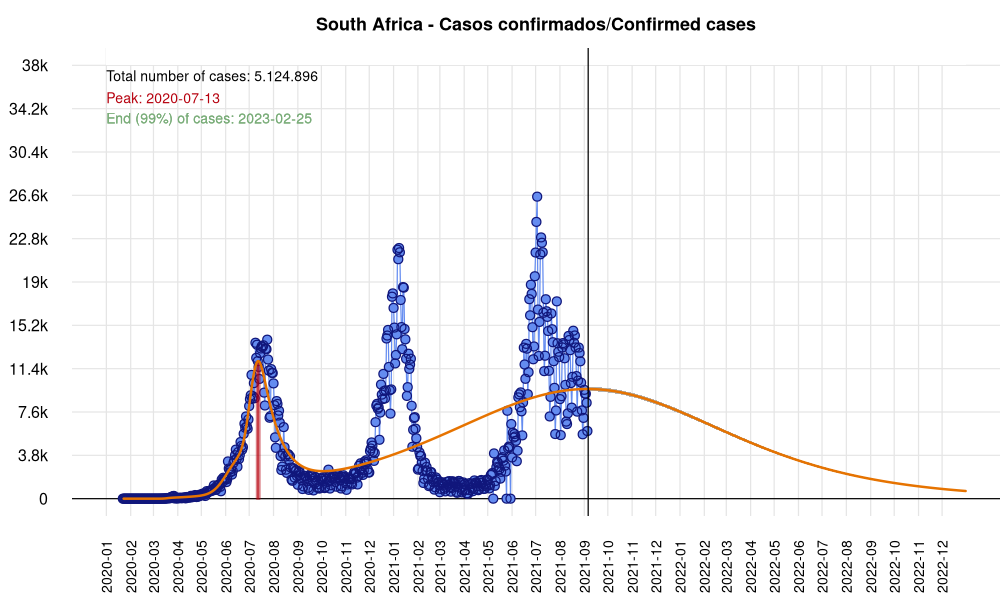 South Africa - Casos confirmados/Confirmed cases
Total number of cases: 5.124.896
Peak: 2020-07-13
End (99%) of cases: 2023-02-25
38k
34.2k
30.4k
26.6k
22.8k
19k
15.2k
11.4k
7.6k
3.8k
0
2020-01
2020-02
2020-03
2020-04
2020-05
2020-06
2020-07
2020-08
2020-09
2020-10
2020-11
2020-12
2021-01
2021-02
2021-03
2021-04
2021-05
2021-06
2021-07
2021-08
2021-09
2021-10
2021-11
2021-12
2022-01
2022-02
2022-03
2022-04
2022-05
2022-06
2022-07
2022-08
2022-09
2022-10
2022-11
2022-12